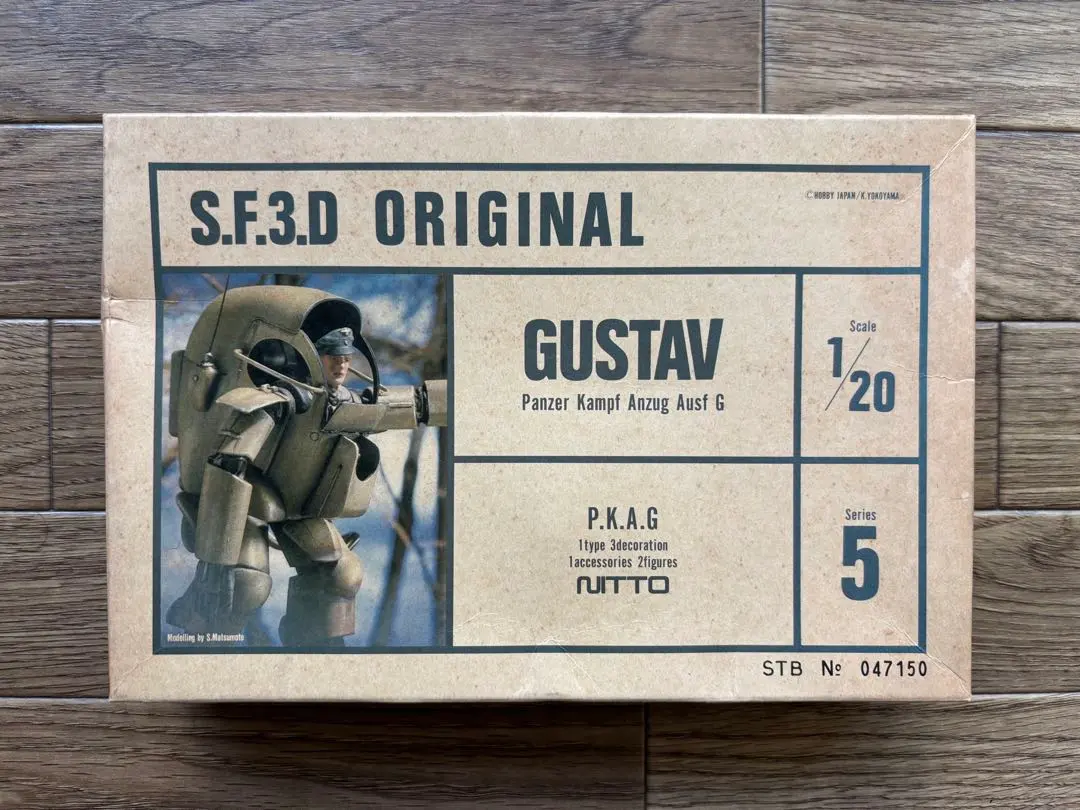 S.F.3.D ORIGINAL
©HOBBY JAPAN/K.YOKOYAMA
GUSTAV
Panzer Kampf Anzug Ausf G
Scale
1/20
P.K.A.G
1type 3decoration
1accessories 2figures
NITTO
Series
5
Modelling by S.Matsumoto
STB № 047150